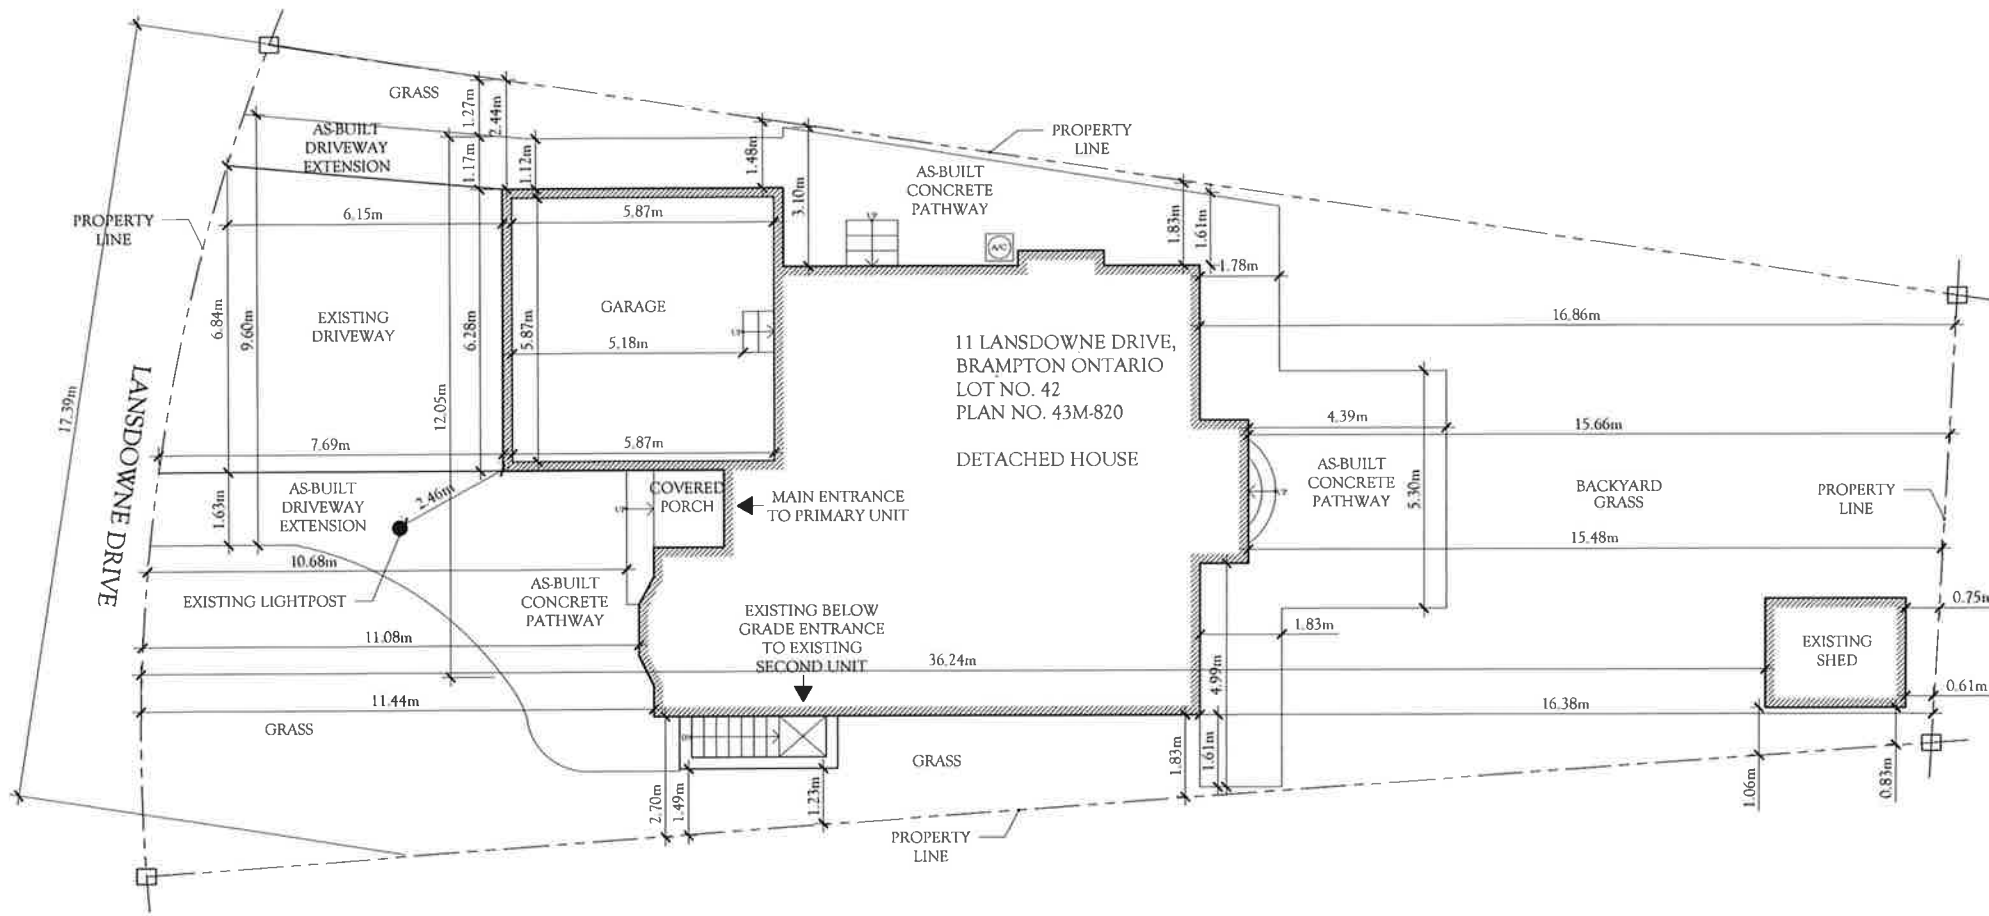 GRASS
1.27m
2.44m
AS-BUILT
DRIVEWAY
EXTENSION
1.17m
1.12m
1.48m
3.10m
PROPERTY
LINE
AS-BUILT
CONCRETE
PATHWAY
1.83m
1.61m
PROPERTY
LINE
6.15m
5.87m
UP
A/C
1.78m
6.84m
9.60m
EXISTING
DRIVEWAY
6.28m
5.87m
GARAGE
UP
5.18m
16.86m
11 LANSDOWNE DRIVE,
BRAMPTON ONTARIO
LOT NO. 42
PLAN NO. 43M-820
DETACHED HOUSE
17.39m
LANSDOWNE DRIVE
12.05m
7.69m
5.87m
4.39m
15.66m
1.63m
AS-BUILT
DRIVEWAY
EXTENSION
2.46m
COVERED
PORCH
UP
MAIN ENTRANCE
TO PRIMARY UNIT
AS-BUILT
CONCRETE
PATHWAY
UP
5.30m
BACKYARD
GRASS
PROPERTY
LINE
15.48m
10.68m
EXISTING LIGHTPOST
AS-BUILT
CONCRETE
PATHWAY
EXISTING BELOW
GRADE ENTRANCE
TO EXISTING
SECOND UNIT
0.75m
11.08m
1.83m
EXISTING
SHED
36.24m
4.99m
0.61m
11.44m
16.38m
GRASS
GRASS
2.70m
1.49m
1.23m
1.83m
1.61m
1.06m
0.83m
PROPERTY
LINE